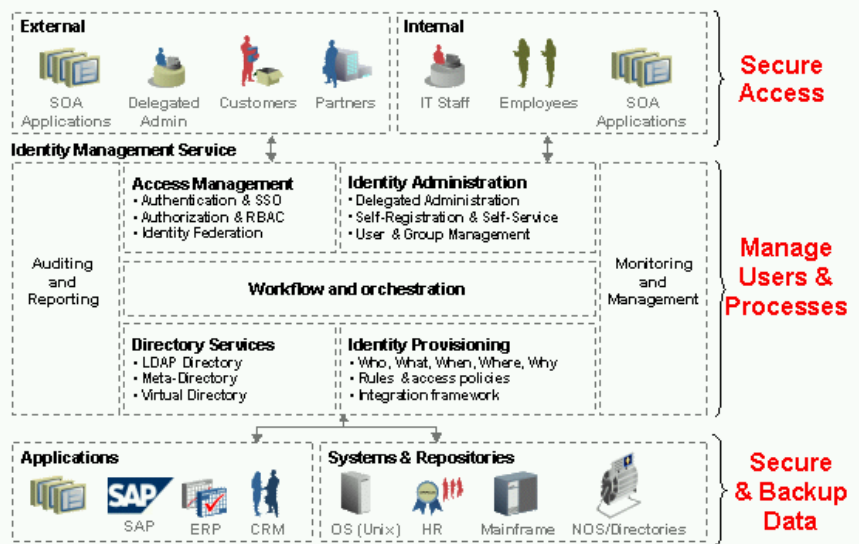 External
SOA
Applications
Delegated
Admin
Customers
Partners
Internal
IT Staff
Employees
SOA
Applications
Secure
Access
Identity Management Service
Auditing
and
Reporting
Access Management
• Authentication & SSO
• Authorization & RBAC
• Identity Federation
Identity Administration
• Delegated Administration
• Self-Registration & Self-Service
• User & Group Management
Workflow and orchestration
Directory Services
• LDAP Directory
• Meta-Directory
• Virtual Directory
Identity Provisioning
• Who, What, When, Where, Why
• Rules & access policies
• Integration framework
Monitoring
and
Management
Manage
Users &
Processes
Applications
SAP
SAP
ERP
CRM
Systems & Repositories
OS (Unix)
HR
Mainframe
NOS/Directories
Secure
& Backup
Data